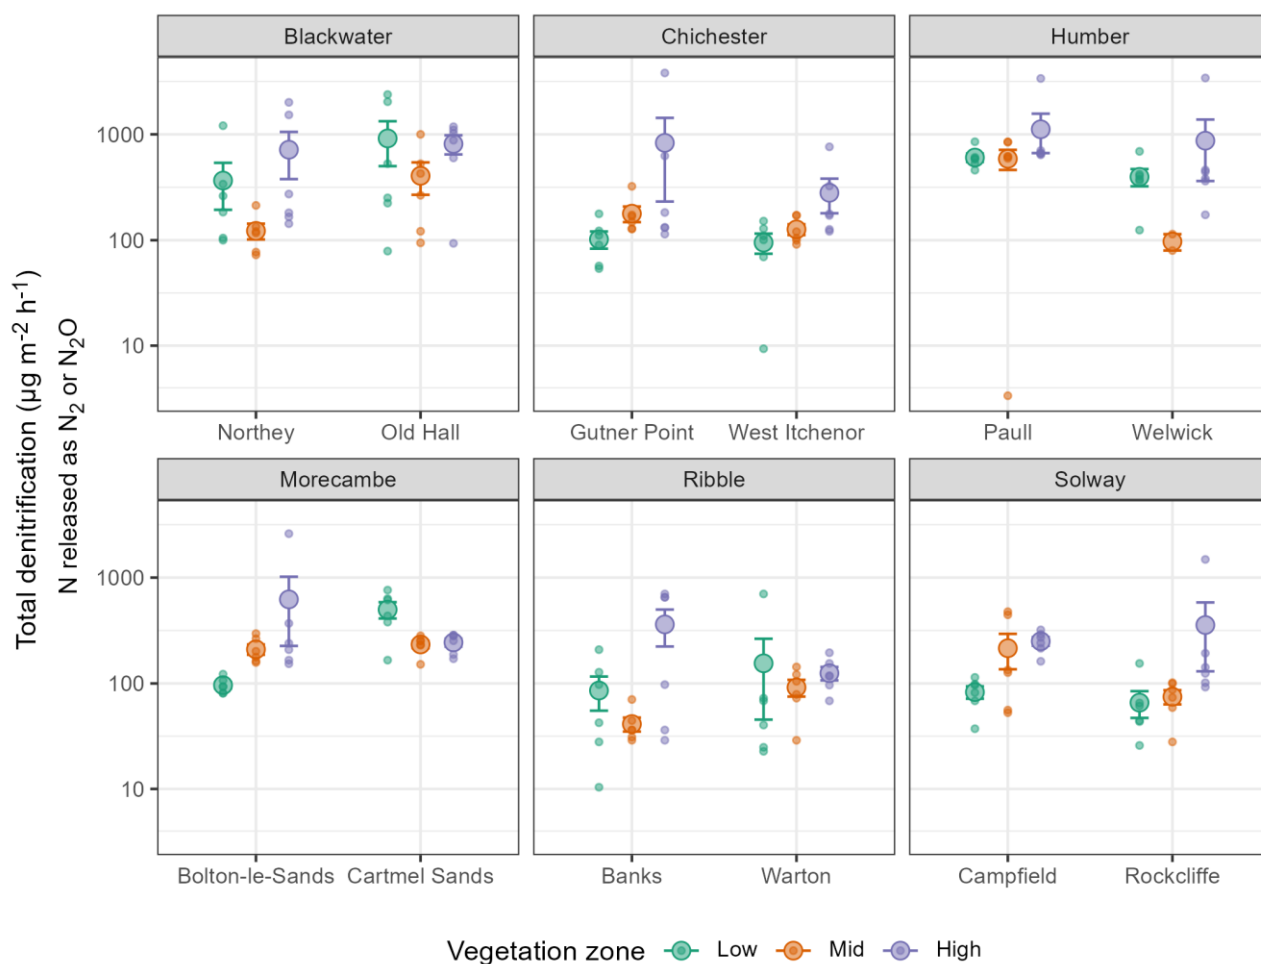 Blackwater
Chichester
Humber
1000
100
10
Northey
Old Hall
Gutner Point
West Itchenor
Paull
Welwick
Total denitrification (µg m⁻² h⁻¹)
N released as N₂ or N₂O
Morecambe
Ribble
Solway
1000
100
10
Bolton-le-Sands
Cartmel Sands
Banks
Warton
Campfield
Rockcliffe
Vegetation zone
Low
Mid
High